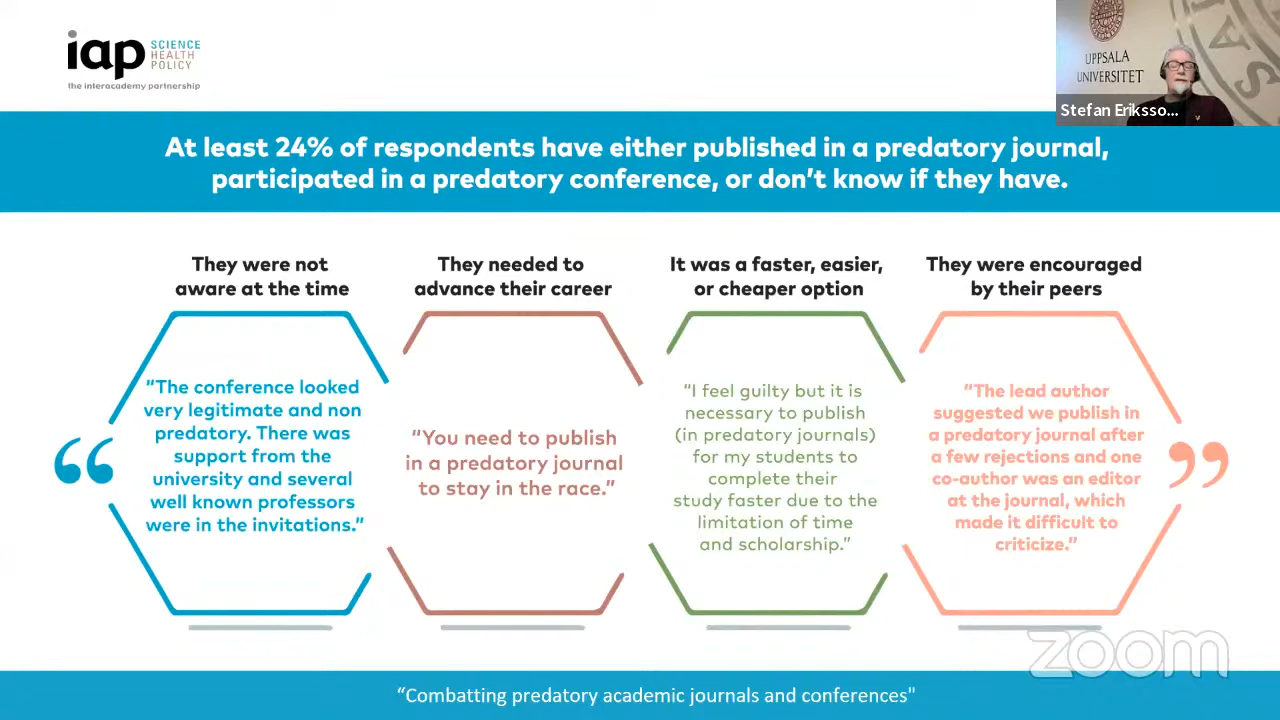 iap SCIENCE
HEALTH
POLICY
the interacademy partnership
UPPSALA
UNIVERSITET
Stefan Eriksso...
At least 24% of respondents have either published in a predatory journal,
participated in a predatory conference, or don’t know if they have.
They were not
aware at the time
“The conference looked
very legitimate and non
predatory. There was
support from the
university and several
well known professors
were in the invitations.”
They needed to
advance their career
“You need to publish
in a predatory journal
to stay in the race.”
It was a faster, easier,
or cheaper option
“I feel guilty but it is
necessary to publish
(in predatory journals)
for my students to
complete their
study faster due to the
limitation of time
and scholarship.”
They were encouraged
by their peers
“The lead author
suggested we publish in
a predatory journal after
a few rejections and one
co-author was an editor
at the journal, which
made it difficult to
criticize.”
zoom
“Combatting predatory academic journals and conferences"